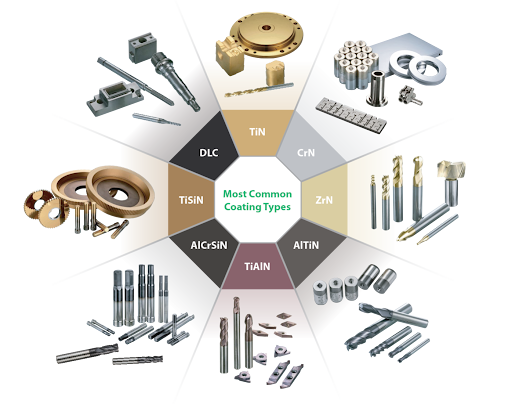 TiN
DLC
CrN
TiSiN
Most Common
Coating Types
ZrN
AlCrSiN
AlTiN
TiAlN